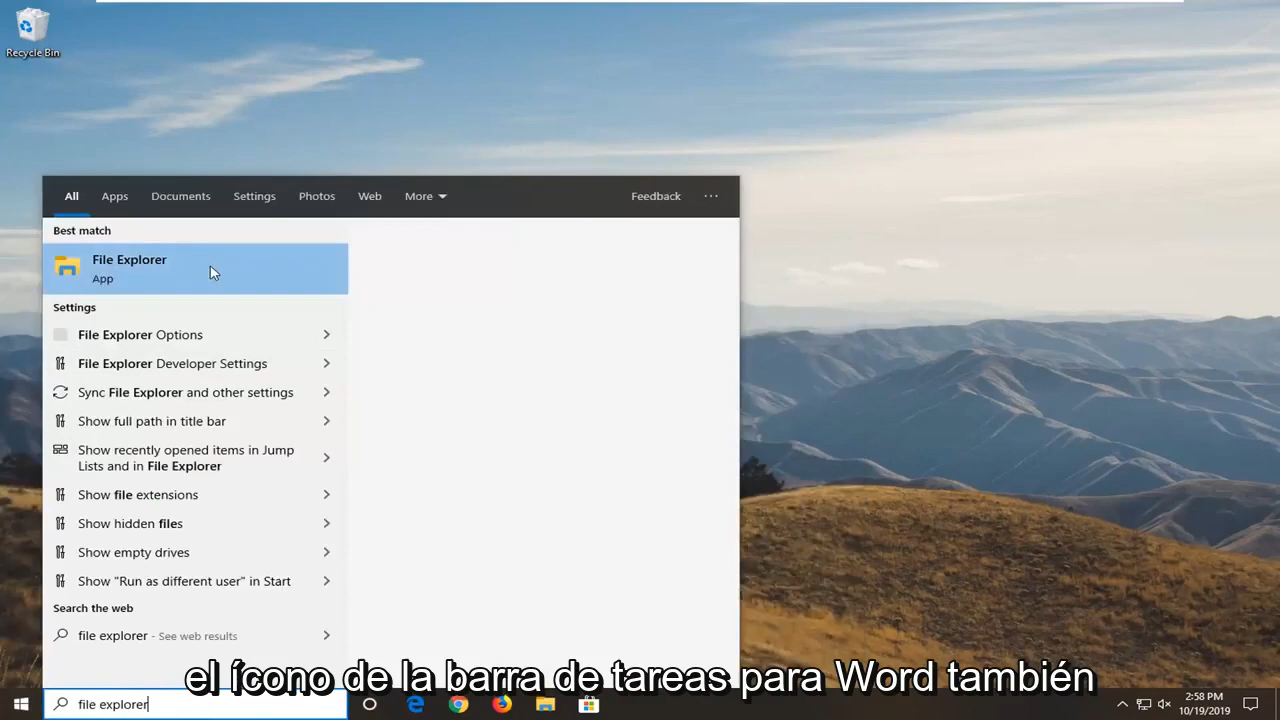 Recycle Bin
All Apps Documents Settings Photos Web More Feedback ...
Best match
File Explorer
App
Settings
File Explorer Options
File Explorer Developer Settings
Sync File Explorer and other settings
Show full path in title bar
Show recently opened items in Jump
Lists and in File Explorer
Show file extensions
Show hidden files
Show empty drives
Show "Run as different user" in Start
Search the web
file explorer - See web results
el ícono de la barra de tareas para Word también
file explorer
2:58 PM
10/19/2019